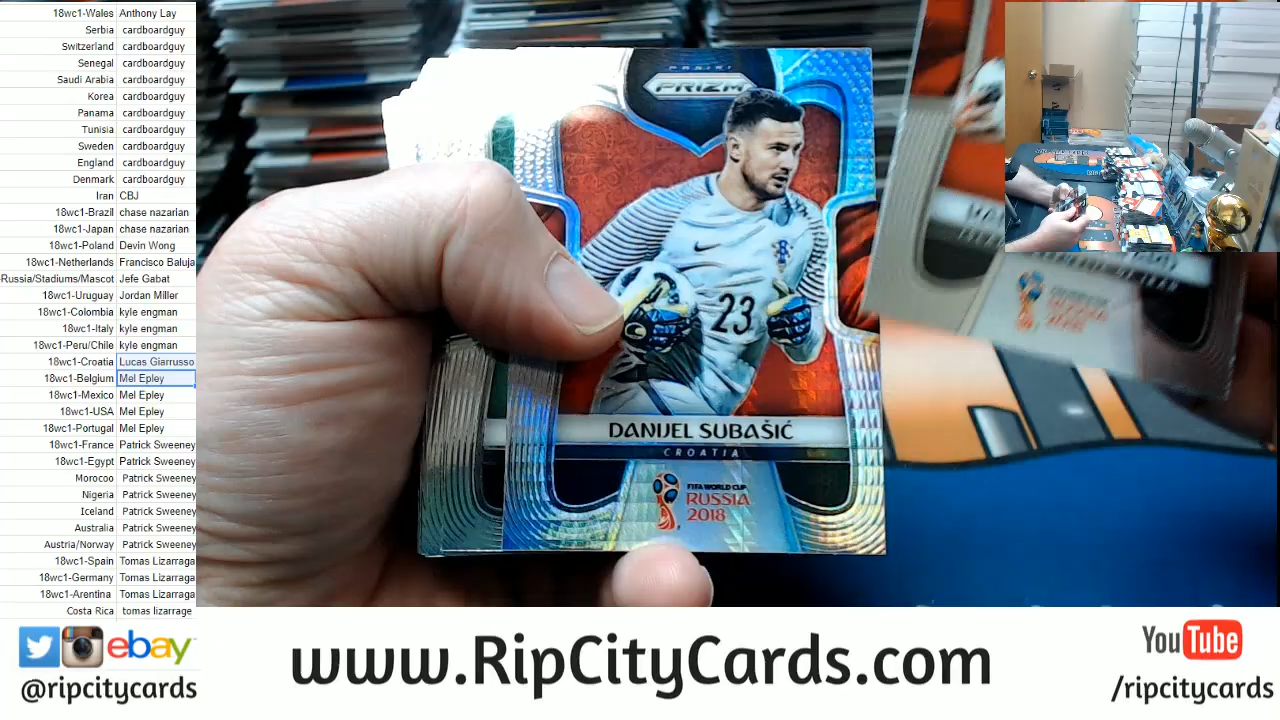 18wc1-Wales Anthony Lay
Serbia cardboardguy
Switzerland cardboardguy
Senegal cardboardguy
Saudi Arabia cardboardguy
Korea cardboardguy
Panama cardboardguy
Tunisia cardboardguy
Sweden cardboardguy
England cardboardguy
Denmark cardboardguy
Iran CBJ
18wc1-Brazil chase nazarian
18wc1-Japan chase nazarian
18wc1-Poland Devin Wong
18wc1-Netherlands Francisco Baluja
-Russia/Stadiums/Mascot Jefe Gabat
18wc1-Uruguay Jordan Miller
18wc1-Colombia kyle engman
18wc1-Italy kyle engman
18wc1-Peru/Chile kyle engman
18wc1-Croatia Lucas Giarrusso
18wc1-Belgium Mel Epley
18wc1-Mexico Mel Epley
18wc1-USA Mel Epley
18wc1-Portugal Mel Epley
18wc1-France Patrick Sweeney
18wc1-Egypt Patrick Sweeney
Morocoo Patrick Sweeney
Nigeria Patrick Sweeney
Iceland Patrick Sweeney
Australia Patrick Sweeney
Austria/Norway Patrick Sweeney
18wc1-Spain Tomas Lizarraga
18wc1-Germany Tomas Lizarraga
18wc1-Arentina Tomas Lizarraga
Costa Rica tomas lizarrage
PANINI
PRIZM
23
DANIJEL SUBAŠIĆ
CROATIA
FIFA WORLD CUP
RUSSIA
2018
ebay
@ripcitycards
www.RipCityCards.com
YouTube
/ripcitycards